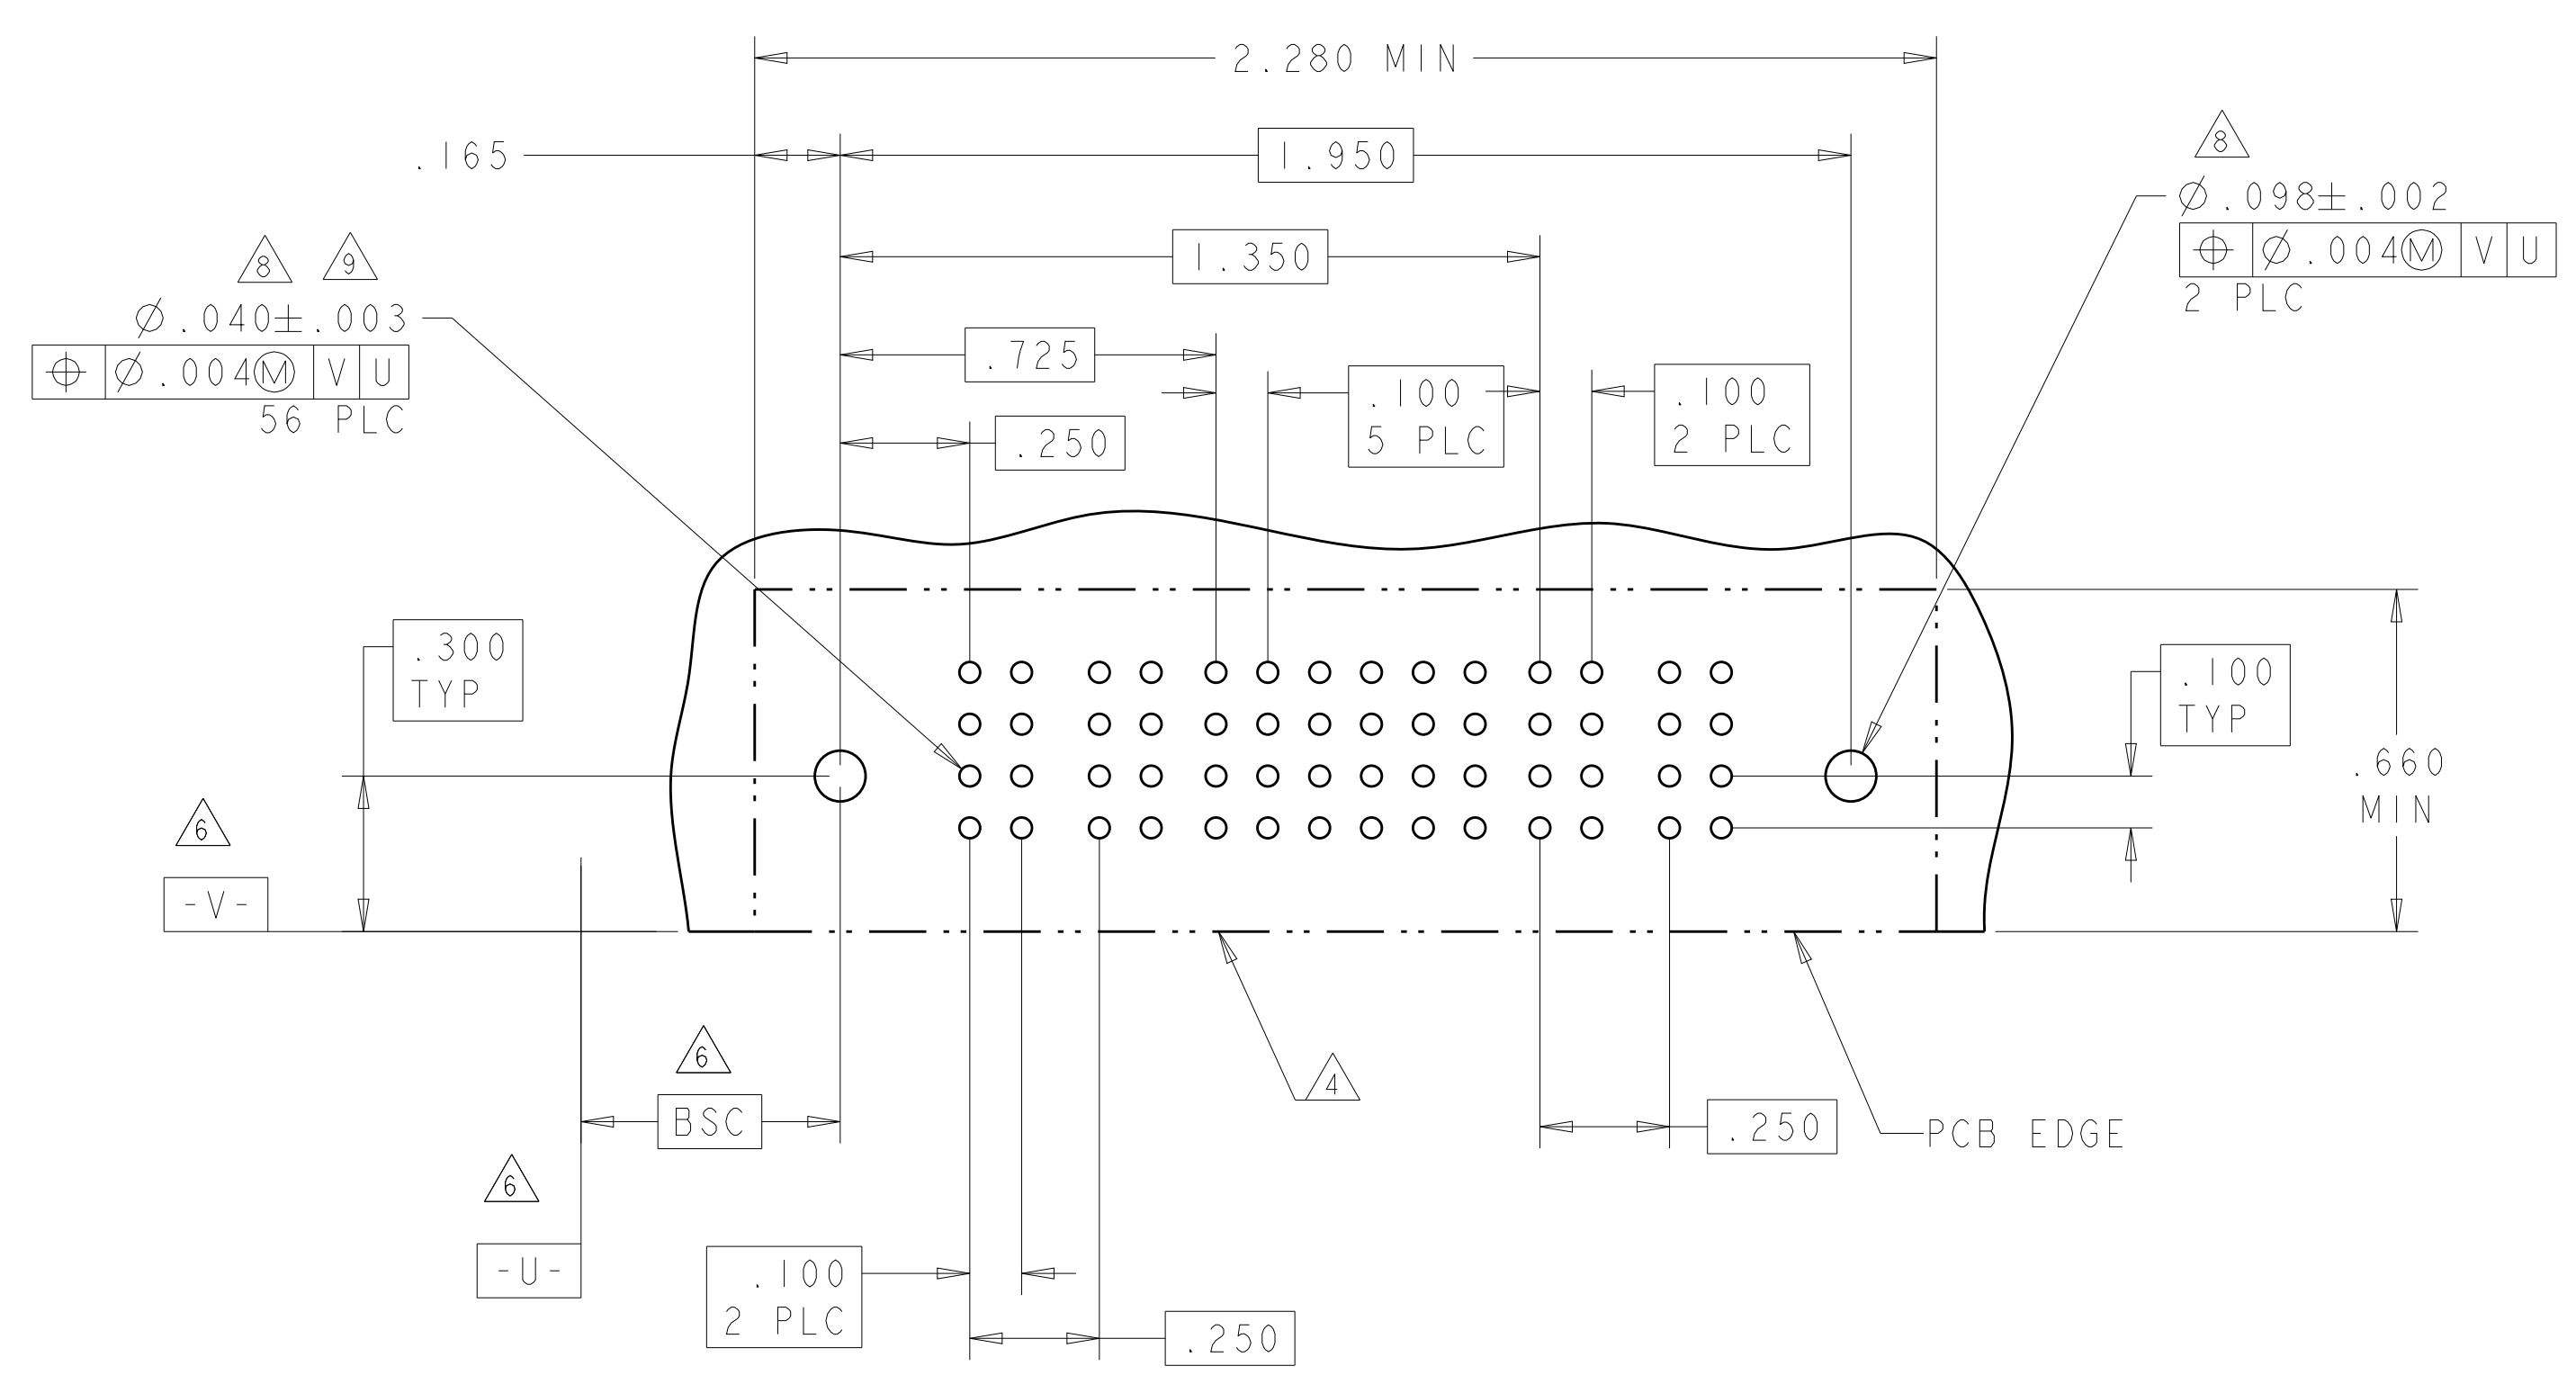 2.280 MIN
.165
1.950
8
Ø.098±.002
⌖ Ø.004Ⓜ V U
2 PLC
1.350
8 9
Ø.040±.003
⌖ Ø.004Ⓜ V U
56 PLC
.725
.100
5 PLC
.100
2 PLC
.250
.300
TYP
.100
TYP
.660
MIN
6
-V-
6
BSC
4
.250
PCB EDGE
6
-U-
.100
2 PLC
.250